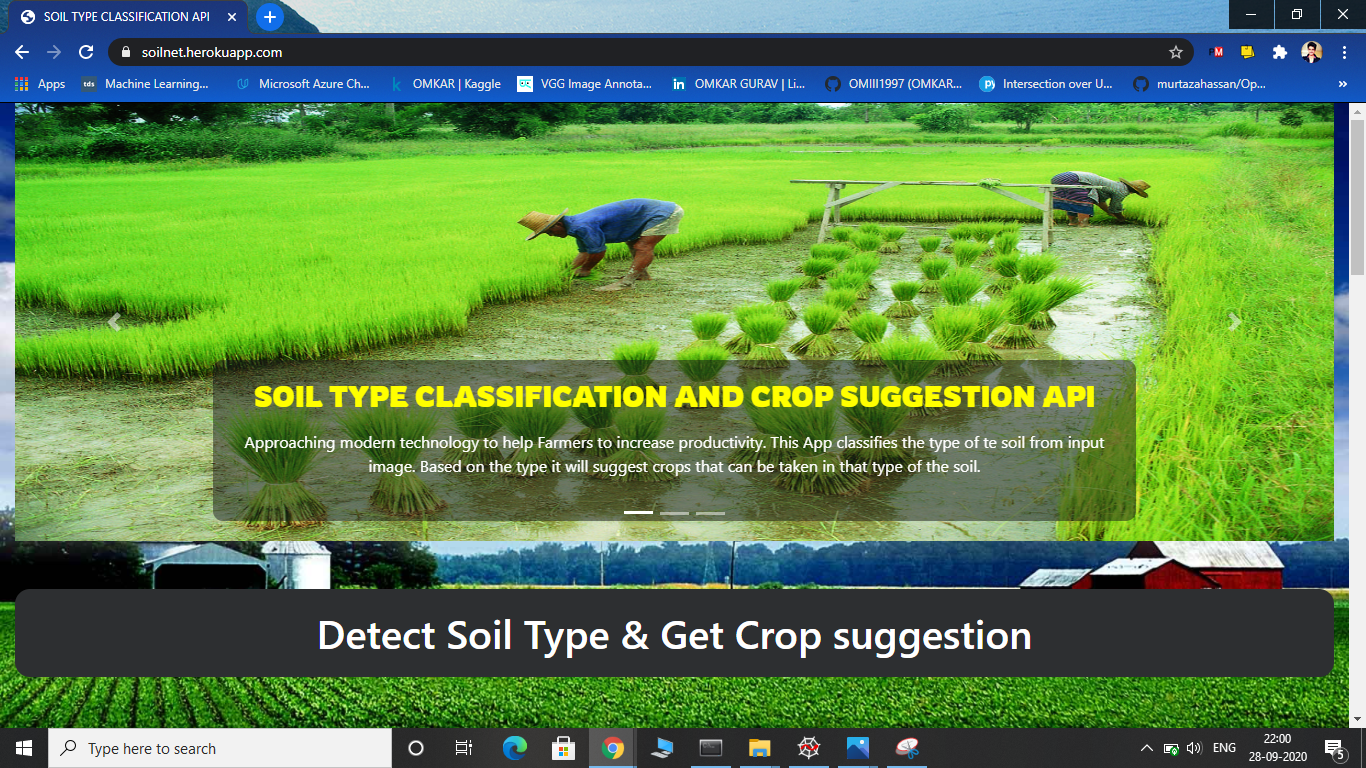 SOIL TYPE CLASSIFICATION API
soilnet.herokuapp.com
Apps
tds
Machine Learning...
Microsoft Azure Ch...
OMKAR | Kaggle
VGG Image Annota...
OMKAR GURAV | Li...
OMIII1997 (OMKAR...
Intersection over U...
murtazahassan/Op...
SOIL TYPE CLASSIFICATION AND CROP SUGGESTION API
Approaching modern technology to help Farmers to increase productivity. This App classifies the type of te soil from input
image. Based on the type it will suggest crops that can be taken in that type of the soil.
Detect Soil Type & Get Crop suggestion
Type here to search
ENG
22:00
28-09-2020
5